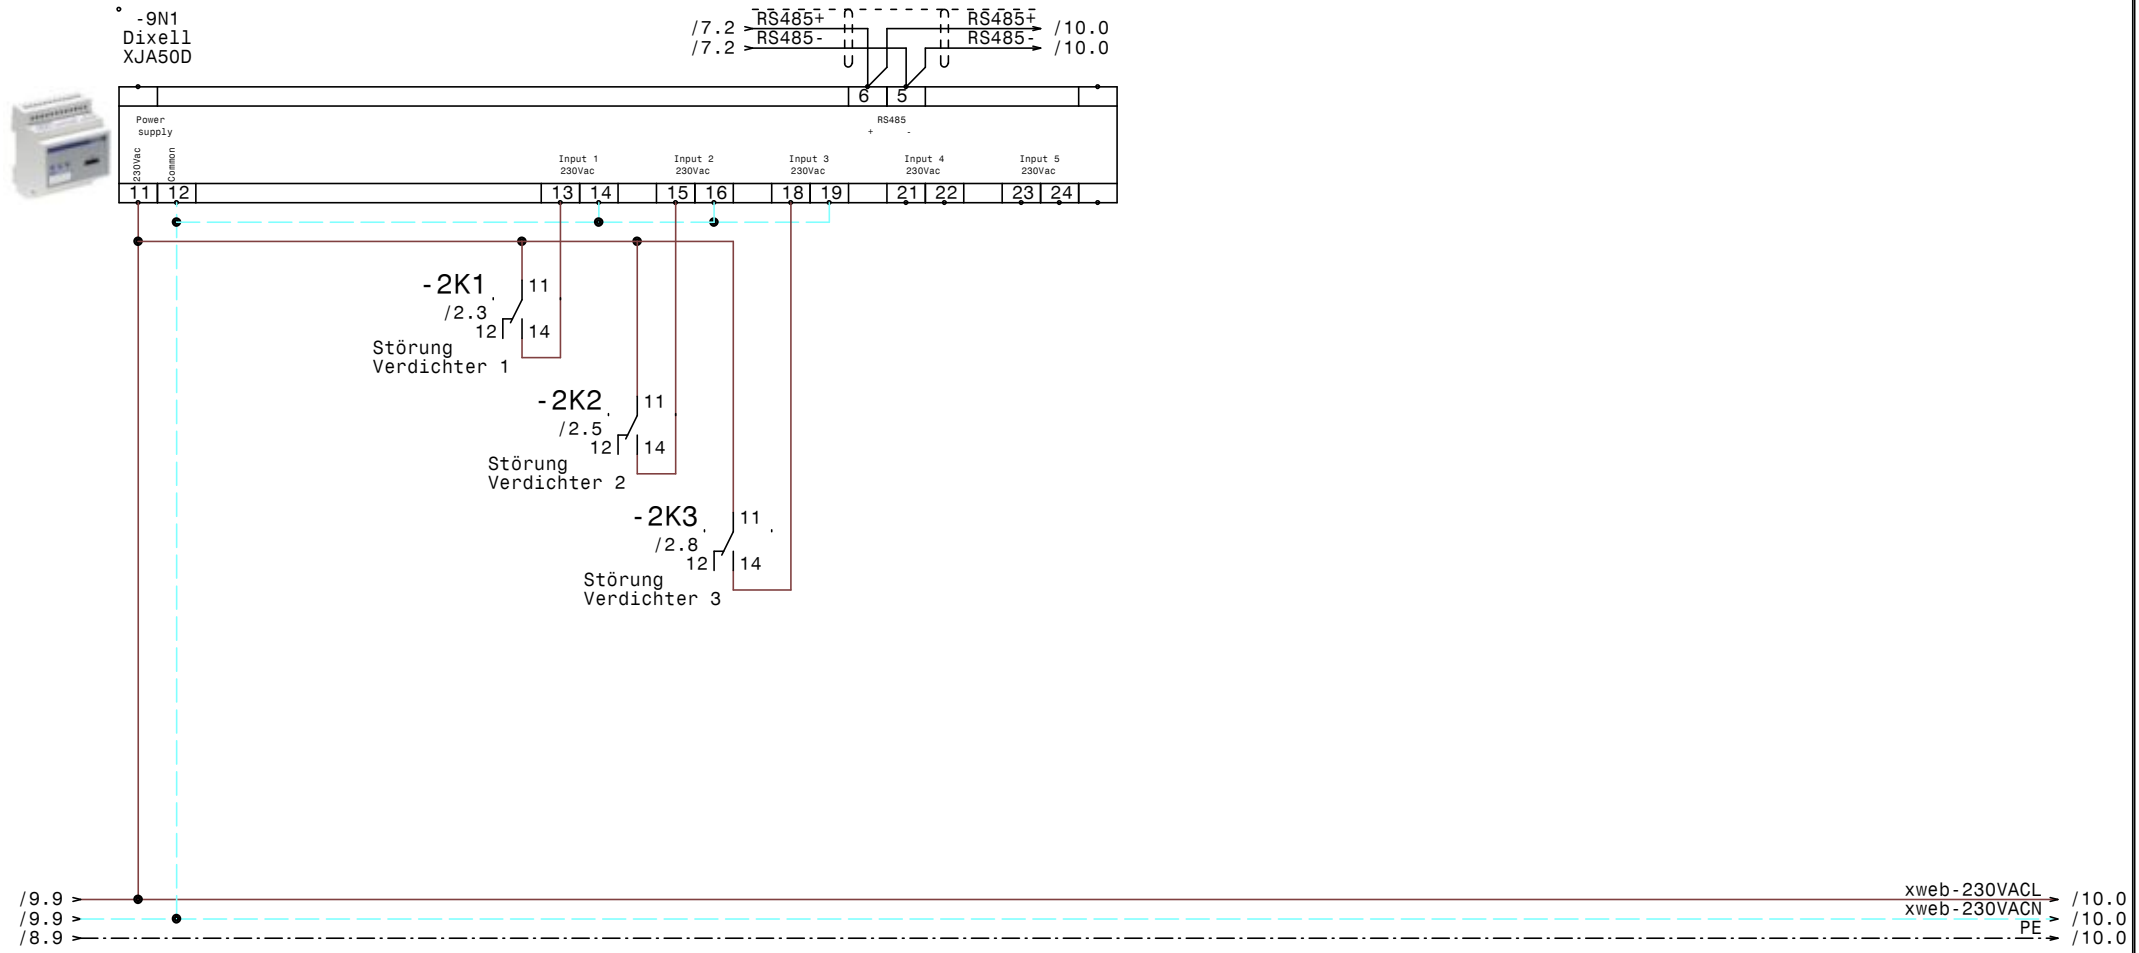 -9N1
Dixell
XJA50D
/7.2 RS485+ RS485+ /10.0
/7.2 RS485- RS485- /10.0
6 5
Power
supply
RS485
+ -
230Vac Common
Input 1 Input 2 Input 3 Input 4 Input 5
230Vac 230Vac 230Vac 230Vac 230Vac
11 12 13 14 15 16 18 19 21 22 23 24
-2K1 11
/2.3
12 14
Störung
Verdichter 1
-2K2 11
/2.5
12 14
Störung
Verdichter 2
-2K3 11
/2.8
12 14
Störung
Verdichter 3
/9.9 xweb-230VACL /10.0
/9.9 xweb-230VACN /10.0
/8.9 PE /10.0